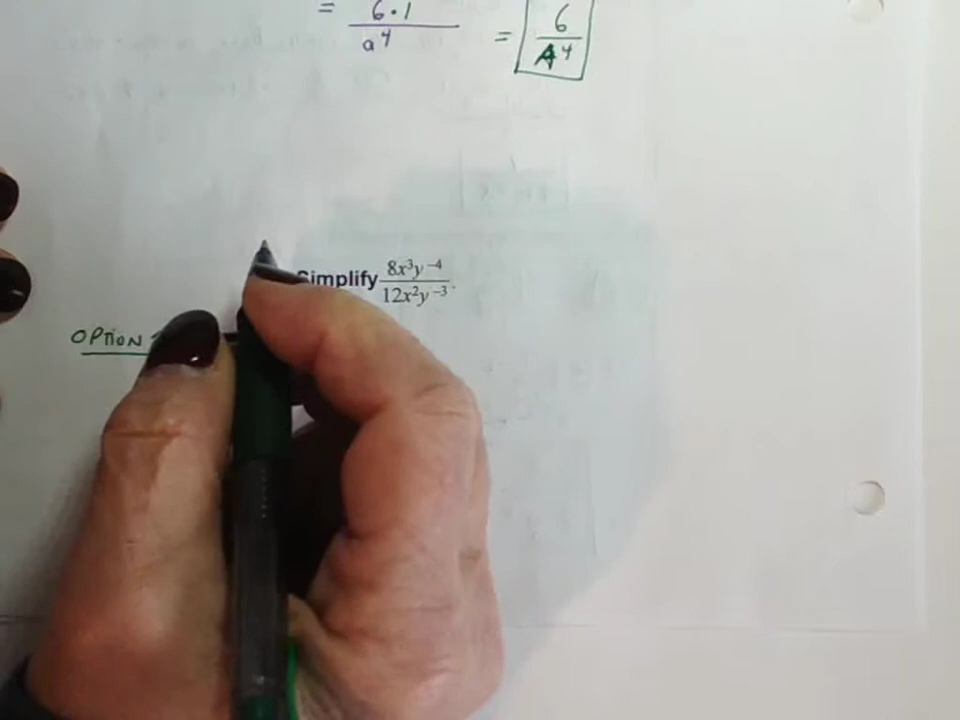 = 6·1 / a⁴ = 6 / A⁴
Simplify 8x³y⁻⁴ / 12x²y⁻³.
OPTION